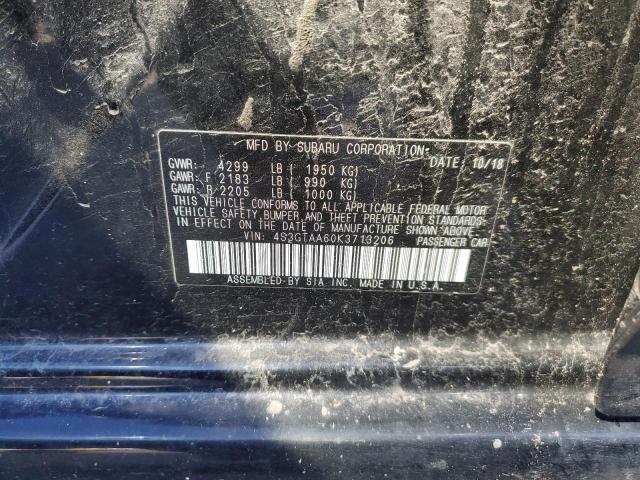 MFD BY SUBARU CORPORATION
DATE: 10/18
GVWR: 4299 LB ( 1950 KG)
GAWR: F 2183 LB ( 990 KG)
GAWR: R 2205 LB ( 1000 KG)
THIS VEHICLE CONFORMS TO ALL APPLICABLE FEDERAL MOTOR
VEHICLE SAFETY, BUMPER, AND THEFT PREVENTION STANDARDS
IN EFFECT ON THE DATE OF MANUFACTURE SHOWN ABOVE.
VIN: 4S3GTAA60K3713206 PASSENGER CAR
ASSEMBLED BY SIA INC. MADE IN U.S.A.